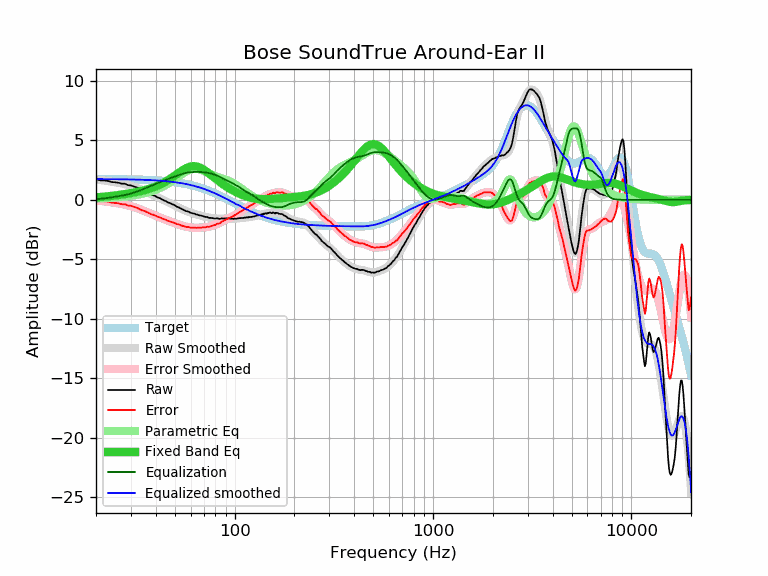 Bose SoundTrue Around-Ear II
10
5
0
−5
−10
−15
−20
−25
Amplitude (dBr)
Target
Raw Smoothed
Error Smoothed
Raw
Error
Parametric Eq
Fixed Band Eq
Equalization
Equalized smoothed
100
1000
10000
Frequency (Hz)